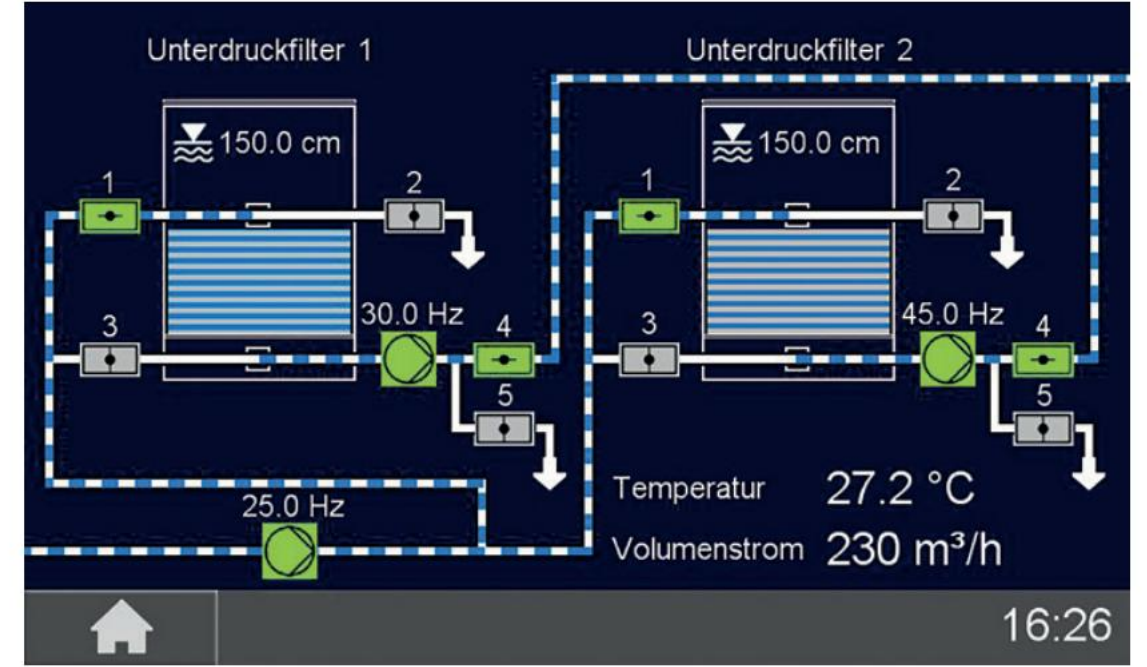 Unterdruckfilter 1
Unterdruckfilter 2
150.0 cm
150.0 cm
1
2
1
2
3
30.0 Hz
4
3
45.0 Hz
4
5
5
25.0 Hz
Temperatur 27.2 °C
Volumenstrom 230 m³/h
16:26